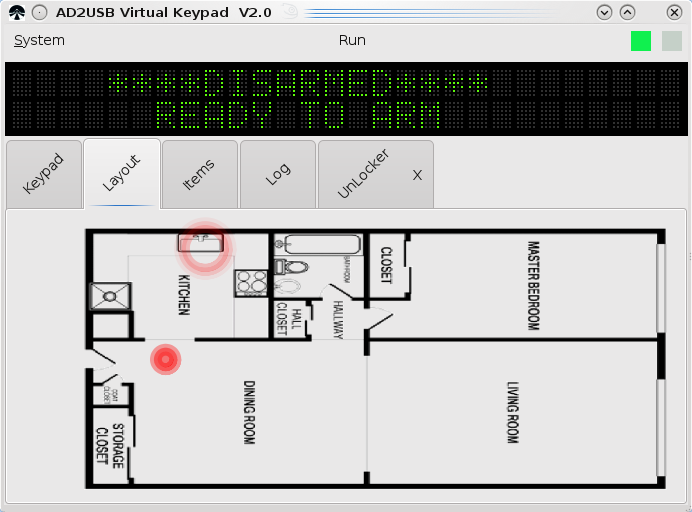 AD2USB Virtual Keypad V2.0
System Run
****DISARMED****
READY TO ARM
Keypad Layout Items Log UnLocker X
KITCHEN
BATHROOM
CLOSET
MASTER BEDROOM
HALL
CLOSET
HALLWAY
COAT
CLOSET
DINING ROOM
LIVING ROOM
STORAGE
CLOSET